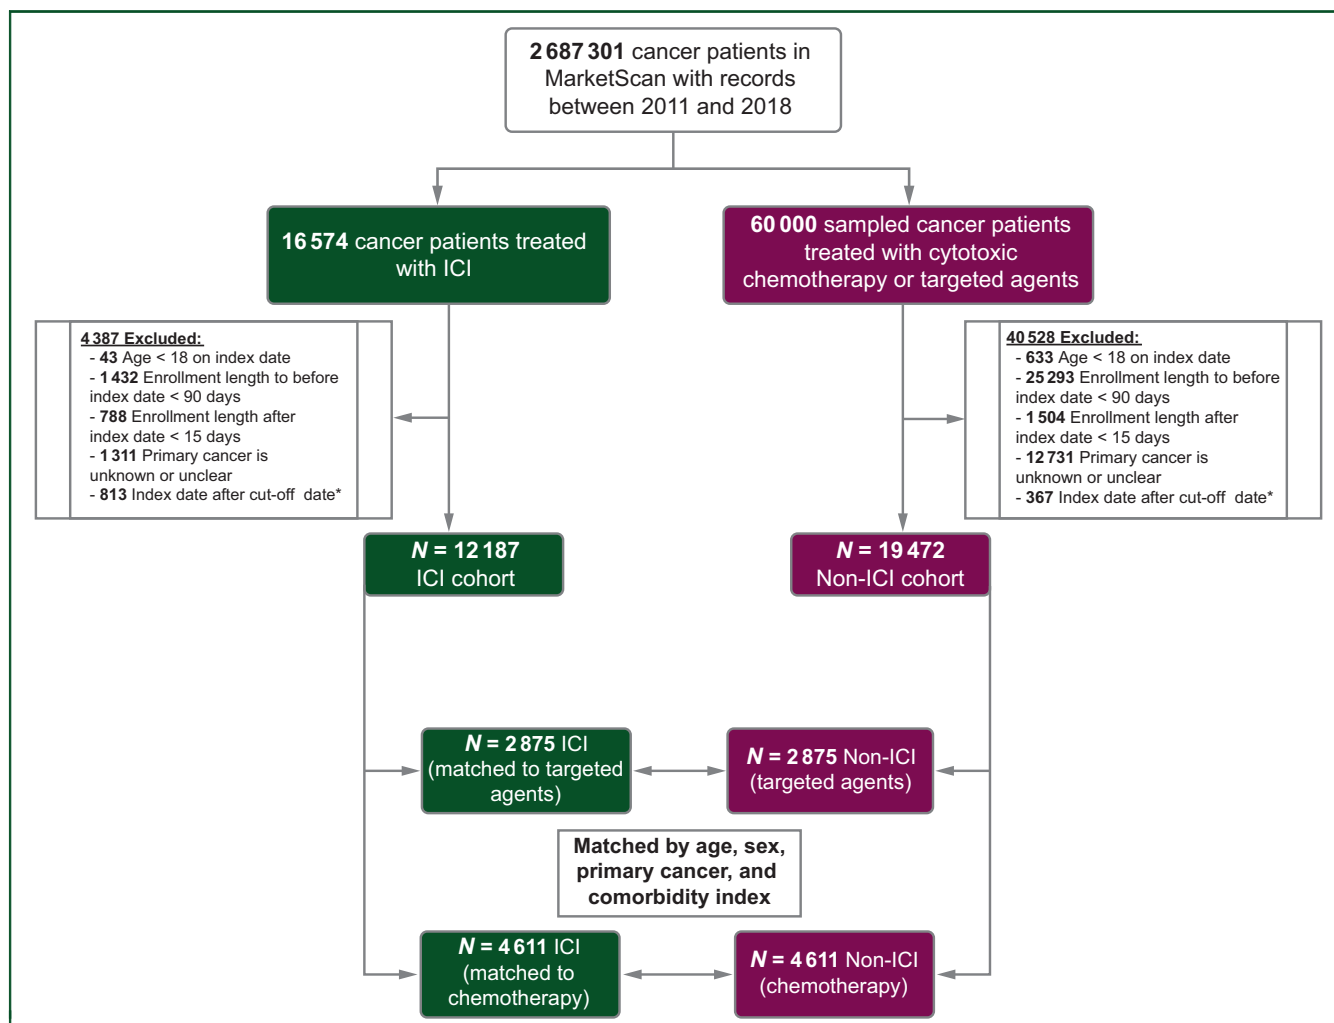 2 687 301 cancer patients in
MarketScan with records
between 2011 and 2018
16 574 cancer patients treated
with ICI
60 000 sampled cancer patients
treated with cytotoxic
chemotherapy or targeted agents
4 387 Excluded:
- 43 Age < 18 on index date
- 1 432 Enrollment length to before
index date < 90 days
- 788 Enrollment length after
index date < 15 days
- 1 311 Primary cancer is
unknown or unclear
- 813 Index date after cut-off date*
40 528 Excluded:
- 633 Age < 18 on index date
- 25 293 Enrollment length to before
index date < 90 days
- 1 504 Enrollment length after
index date < 15 days
- 12 731 Primary cancer is
unknown or unclear
- 367 Index date after cut-off date*
N = 12 187
ICI cohort
N = 19 472
Non-ICI cohort
N = 2 875 ICI
(matched to targeted
agents)
N = 2 875 Non-ICI
(targeted agents)
Matched by age, sex,
primary cancer, and
comorbidity index
N = 4 611 ICI
(matched to
chemotherapy)
N = 4 611 Non-ICI
(chemotherapy)